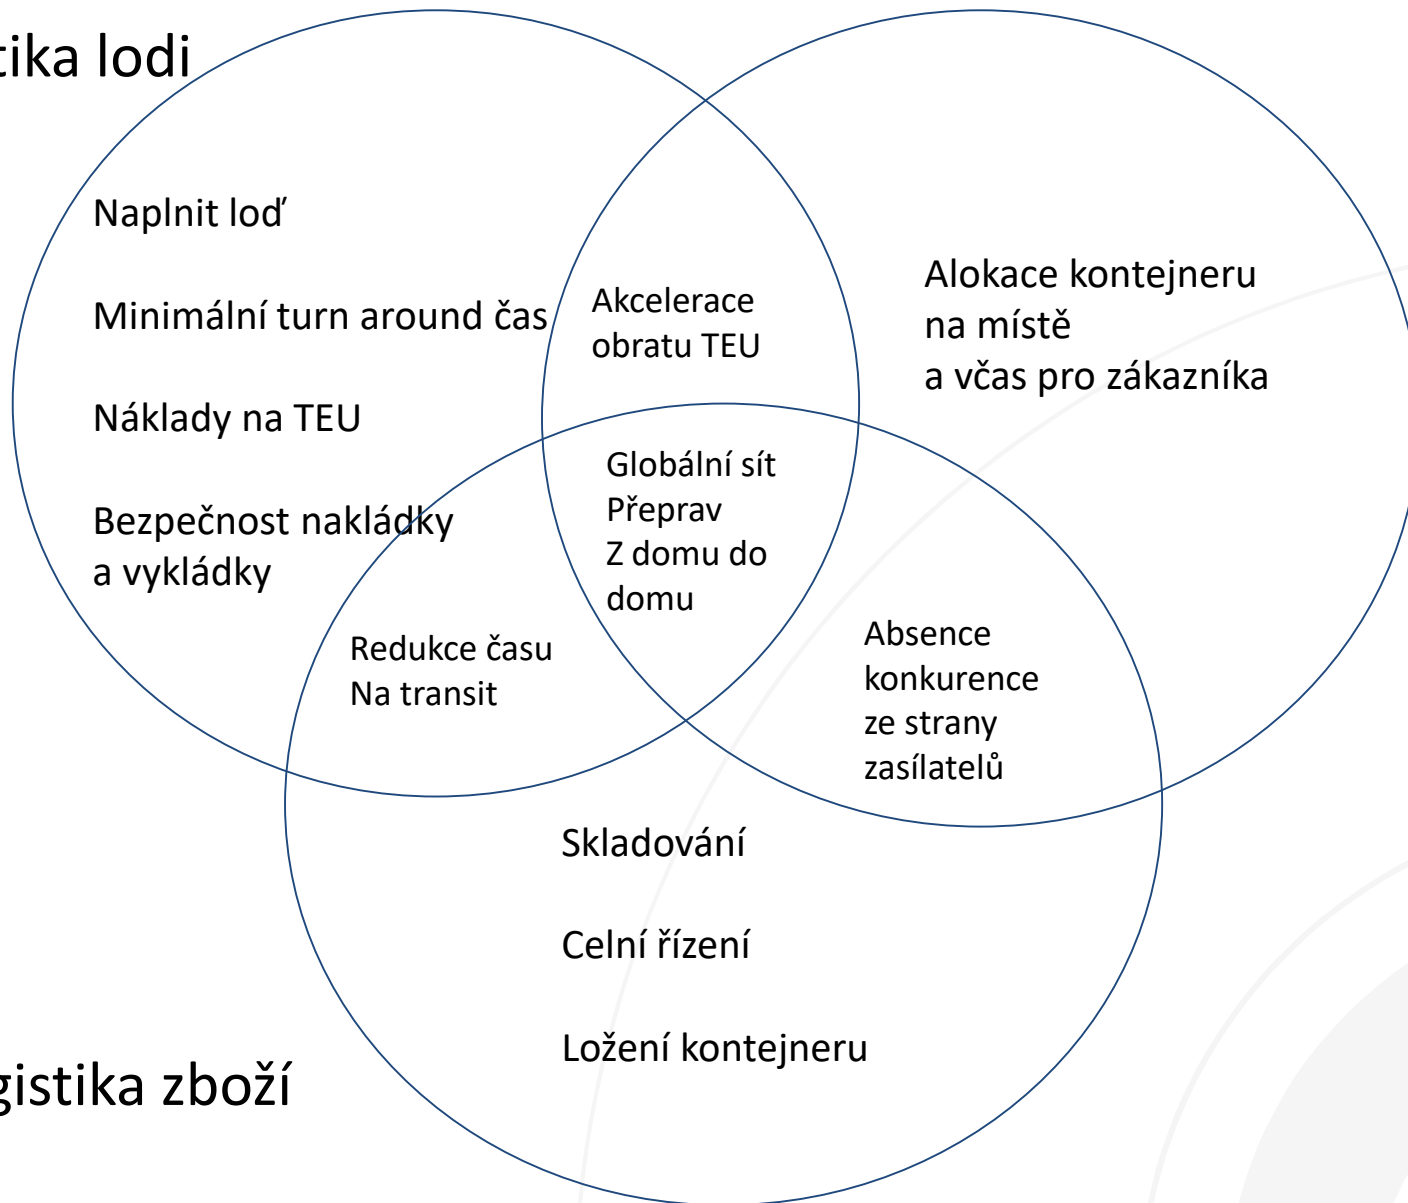 tika lodi
Naplnit loď
Minimální turn around čas
Náklady na TEU
Bezpečnost nakládky
a vykládky
Akcelerace
obratu TEU
Alokace kontejneru
na místě
a včas pro zákazníka
Globální sít
Přeprav
Z domu do
domu
Redukce času
Na transit
Absence
konkurence
ze strany
zasílatelů
Skladování
Celní řízení
Ložení kontejneru
gistika zboží